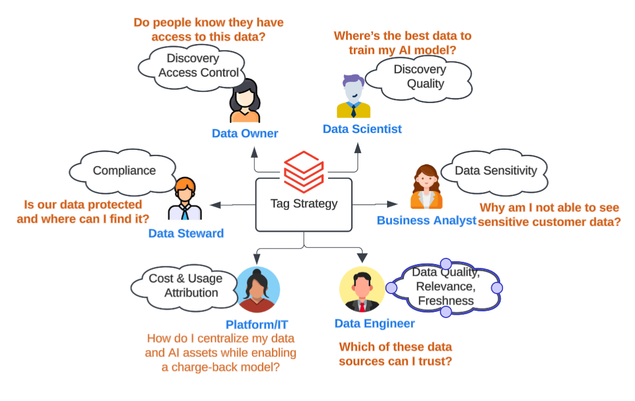 Do people know they have
access to this data?
Discovery
Access Control
Data Owner
Where's the best data to
train my AI model?
Discovery
Quality
Data Scientist
Compliance
Is our data protected
and where can I find it?
Data Steward
Tag Strategy
Data Sensitivity
Business Analyst
Why am I not able to see
sensitive customer data?
Cost & Usage
Attribution
Platform/IT
How do I centralize my data
and AI assets while enabling
a charge-back model?
Data Quality,
Relevance,
Freshness
Data Engineer
Which of these data
sources can I trust?